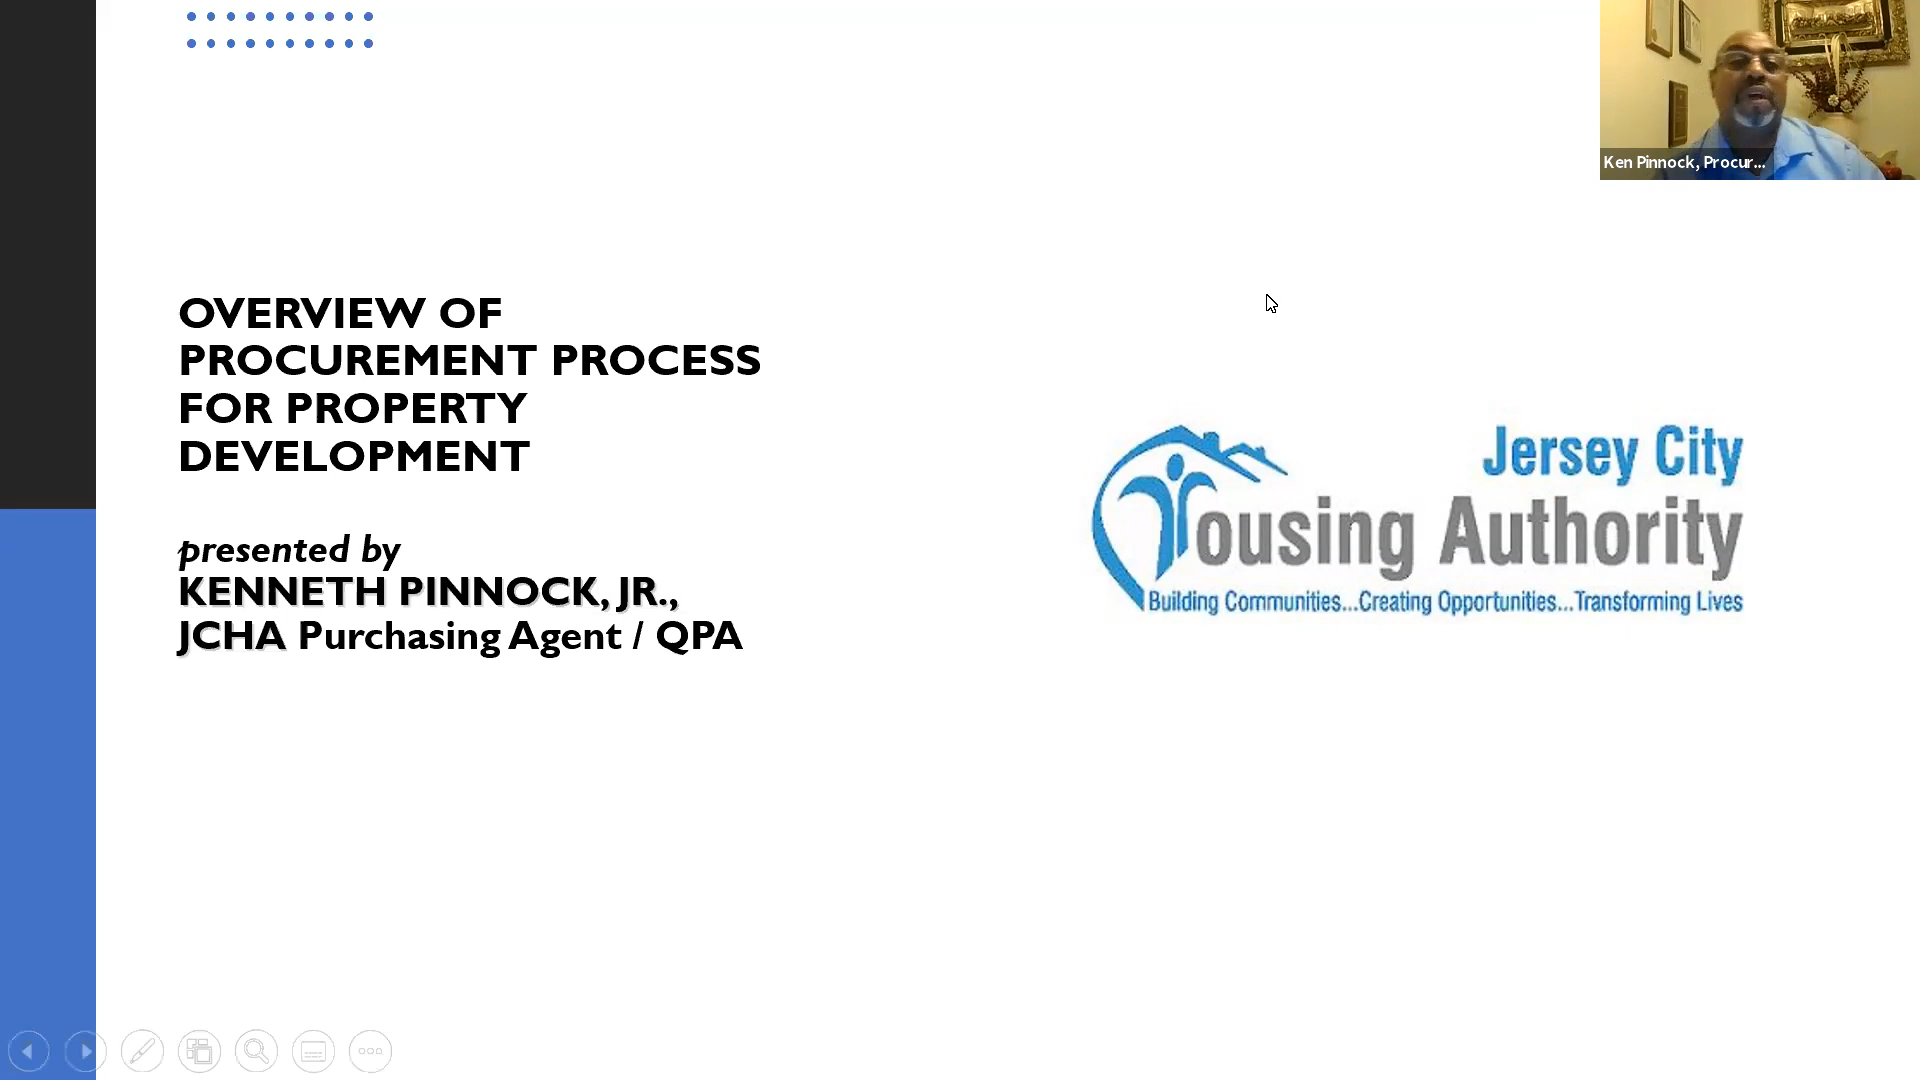 Ken Pinnock, Procur...
OVERVIEW OF
PROCUREMENT PROCESS
FOR PROPERTY
DEVELOPMENT
presented by
KENNETH PINNOCK, JR.,
JCHA Purchasing Agent / QPA
Jersey City
ousing Authority
Building Communities...Creating Opportunities...Transforming Lives